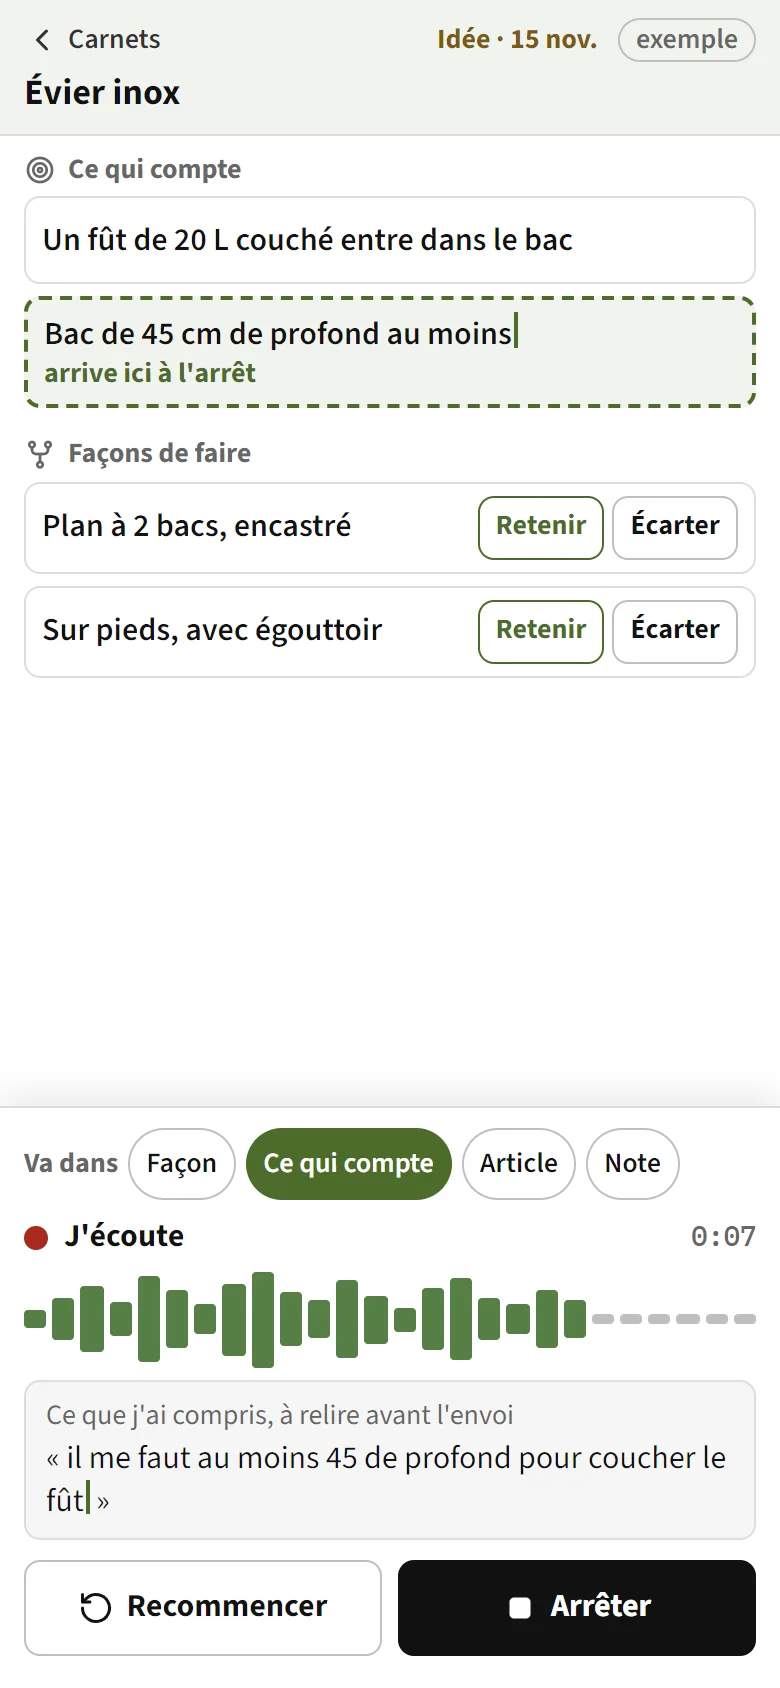 Carnets
Idée · 15 nov.
exemple
Évier inox
Ce qui compte
Un fût de 20 L couché entre dans le bac
Bac de 45 cm de profond au moins
arrive ici à l'arrêt
Façons de faire
Plan à 2 bacs, encastré
Retenir
Écarter
Sur pieds, avec égouttoir
Retenir
Écarter
Va dans
Façon
Ce qui compte
Article
Note
J'écoute
0:07
Ce que j'ai compris, à relire avant l'envoi
« il me faut au moins 45 de profond pour coucher le
fût »
Recommencer
Arrêter